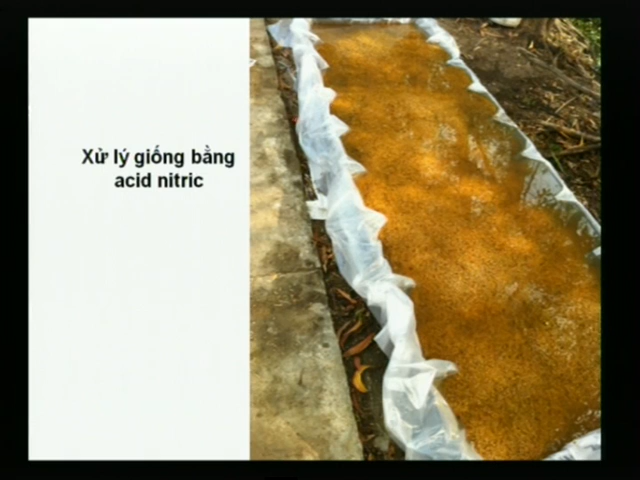 Xử lý giống bằng
acid nitric